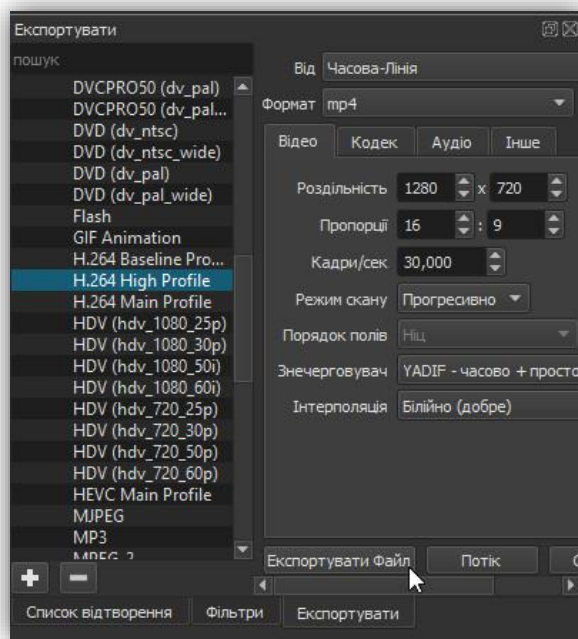 Експортувати
пошук
DVCPRO50 (dv_pal)
DVCPRO50 (dv_pal...
DVD (dv_ntsc)
DVD (dv_ntsc_wide)
DVD (dv_pal)
DVD (dv_pal_wide)
Flash
GIF Animation
H.264 Baseline Pro...
H.264 High Profile
H.264 Main Profile
HDV (hdv_1080_25p)
HDV (hdv_1080_30p)
HDV (hdv_1080_50i)
HDV (hdv_1080_60i)
HDV (hdv_720_25p)
HDV (hdv_720_30p)
HDV (hdv_720_50p)
HDV (hdv_720_60p)
HEVC Main Profile
MJPEG
MP3
MPEG-2
Від Часова-Лінія
Формат mp4
Відео Кодек Аудіо Інше
Роздільність 1280 x 720
Пропорції 16 : 9
Кадри/сек 30,000
Режим скану Прогресивно
Порядок полів Ніц
Знечерговувач YADIF - часово + просто
Інтерполяція Білійно (добре)
Експортувати Файл Потік
Список відтворення Фільтри Експортувати